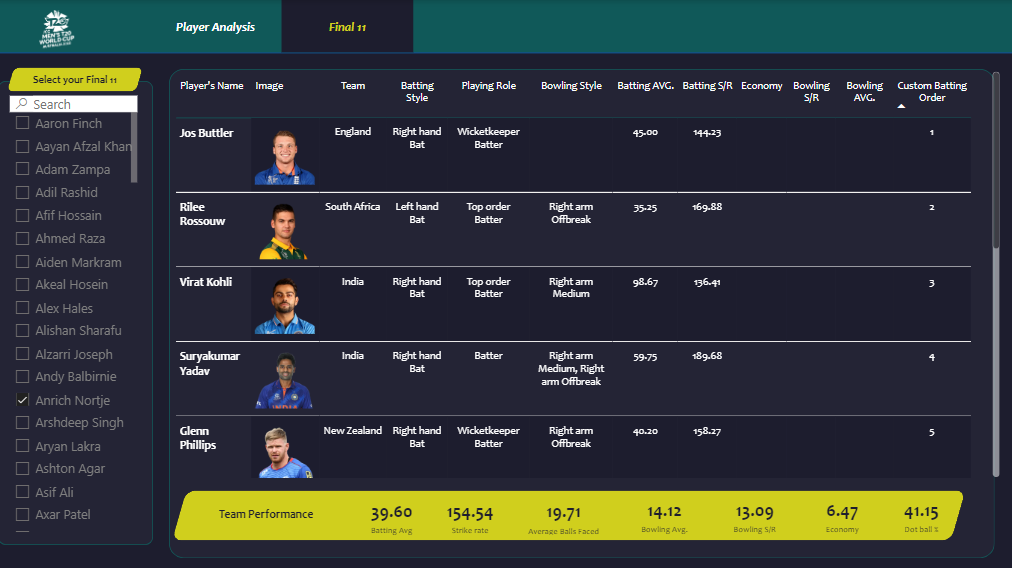 MEN'S T20
WORLD CUP
Player Analysis
Final 11
Select your Final 11
Search
Aaron Finch
Aayan Afzal Khan
Adam Zampa
Adil Rashid
Afif Hossain
Ahmed Raza
Aiden Markram
Akeal Hosein
Alex Hales
Alishan Sharafu
Alzarri Joseph
Andy Balbirnie
Anrich Nortje
Arshdeep Singh
Aryan Lakra
Ashton Agar
Asif Ali
Axar Patel
Player's Name Image Team Batting Style Playing Role Bowling Style Batting AVG. Batting S/R Economy Bowling S/R Bowling AVG. Custom Batting Order
Jos Buttler England Right hand Bat Wicketkeeper Batter 45.00 144.23 1
Rilee Rossouw South Africa Left hand Bat Top order Batter Right arm Offbreak 35.25 169.88 2
Virat Kohli India Right hand Bat Top order Batter Right arm Medium 98.67 136.41 3
Suryakumar Yadav India Right hand Bat Batter Right arm Medium, Right arm Offbreak 59.75 189.68 4
INDIA
Glenn Phillips New Zealand Right hand Bat Wicketkeeper Batter Right arm Offbreak 40.20 158.27 5
Team Performance
39.60 154.54 19.71 14.12 13.09 6.47 41.15
Batting Avg Strike rate Average Balls Faced Bowling Avg. Bowling S/R Economy Dot ball %